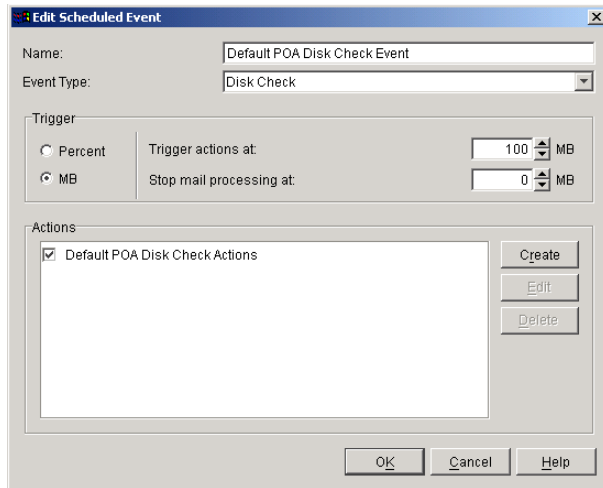 Edit Scheduled Event
Name: Default POA Disk Check Event
Event Type: Disk Check
Trigger
Percent
MB
Trigger actions at: 100 MB
Stop mail processing at: 0 MB
Actions
Default POA Disk Check Actions
Create
Edit
Delete
OK Cancel Help